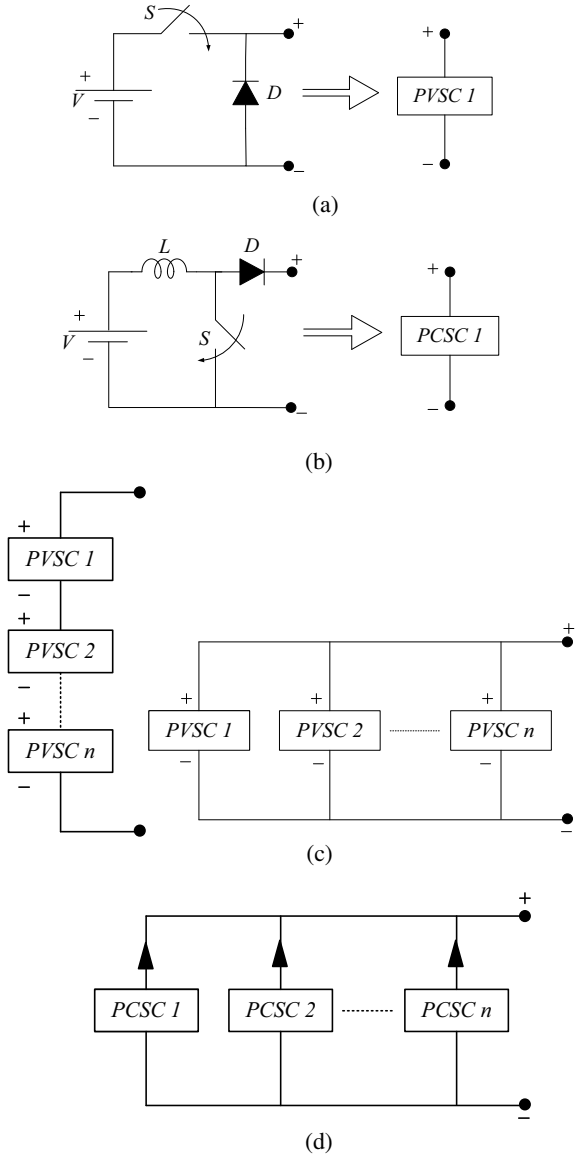 S
+
+
V
D
PVSC 1
−
−
−
(a)
L
D
+
+
+
V
S
PCSC 1
−
−
−
(b)
+
PVSC 1
−
+
PVSC 2
−
+
PVSC n
−
+
+
+
+
PVSC 1
PVSC 2
PVSC n
−
−
−
−
(c)
+
PCSC 1
PCSC 2
PCSC n
−
(d)